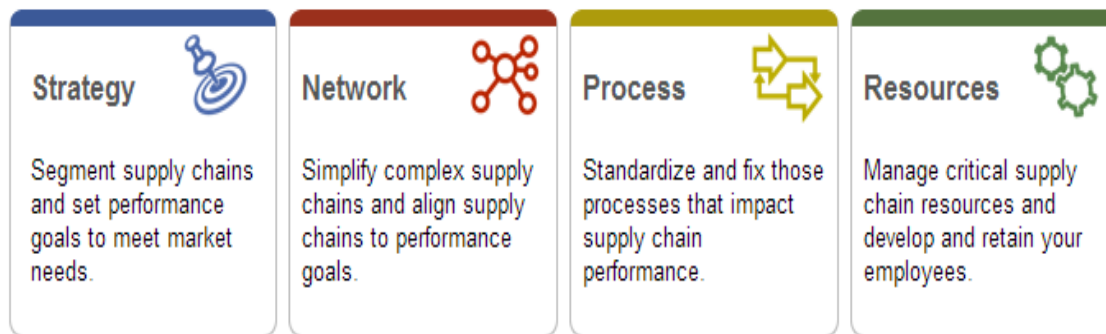 Strategy
Segment supply chains
and set performance
goals to meet market
needs.
Network
Simplify complex supply
chains and align supply
chains to performance
goals.
Process
Standardize and fix those
processes that impact
supply chain
performance.
Resources
Manage critical supply
chain resources and
develop and retain your
employees.